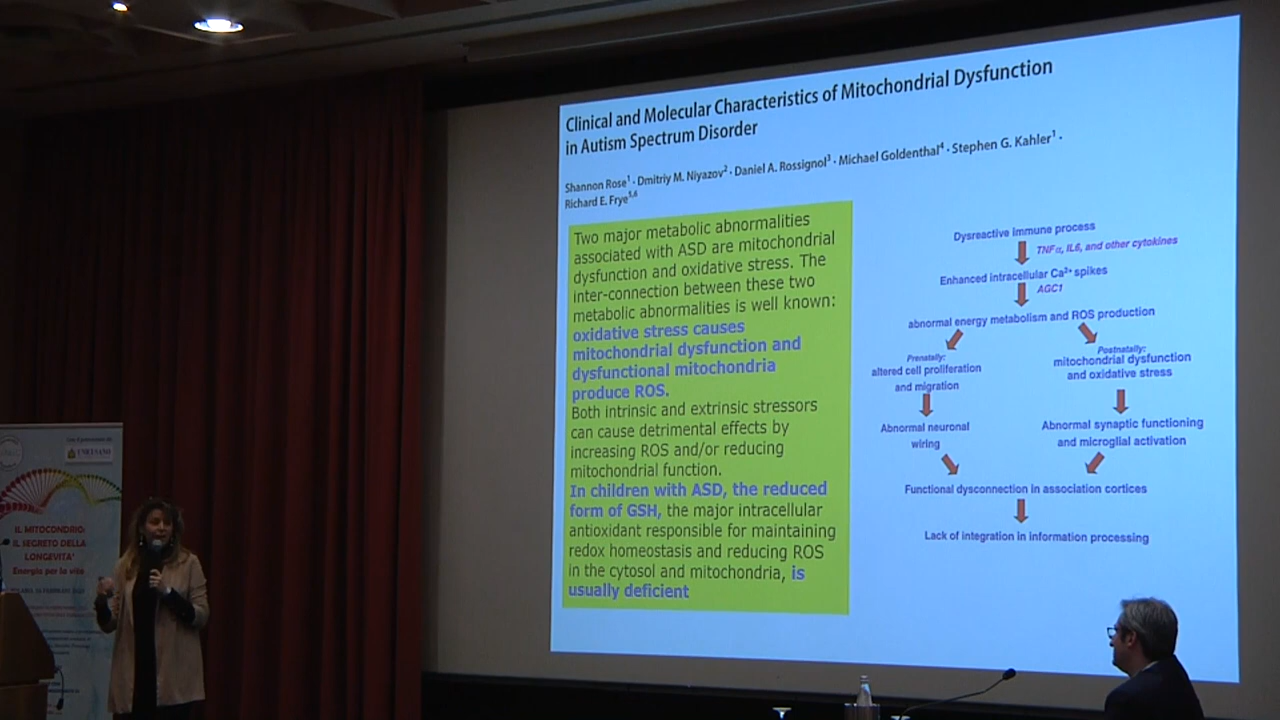 Clinical and Molecular Characteristics of Mitochondrial Dysfunction
in Autism Spectrum Disorder
Shannon Rose¹ · Dmitriy M. Niyazov² · Daniel A. Rossignol³ · Michael Goldenthal⁴ · Stephen G. Kahler¹ ·
Richard E. Frye⁵,⁶
Two major metabolic abnormalities
associated with ASD are mitochondrial
dysfunction and oxidative stress. The
inter-connection between these two
metabolic abnormalities is well known:
oxidative stress causes
mitochondrial dysfunction and
dysfunctional mitochondria
produce ROS.
Both intrinsic and extrinsic stressors
can cause detrimental effects by
increasing ROS and/or reducing
mitochondrial function.
In children with ASD, the reduced
form of GSH, the major intracellular
antioxidant responsible for maintaining
redox homeostasis and reducing ROS
in the cytosol and mitochondria, is
usually deficient
Dysreactive immune process
TNFα, IL6, and other cytokines
Enhanced intracellular Ca²⁺ spikes
AGC1
abnormal energy metabolism and ROS production
Prenatally:
altered cell proliferation
and migration
Postnatally:
mitochondrial dysfunction
and oxidative stress
Abnormal neuronal
wiring
Abnormal synaptic functioning
and microglial activation
Functional dysconnection in association cortices
Lack of integration in information processing
IL MITOCONDRIO:
IL SEGRETO DELLA
LONGEVITA'
Energia per la vita